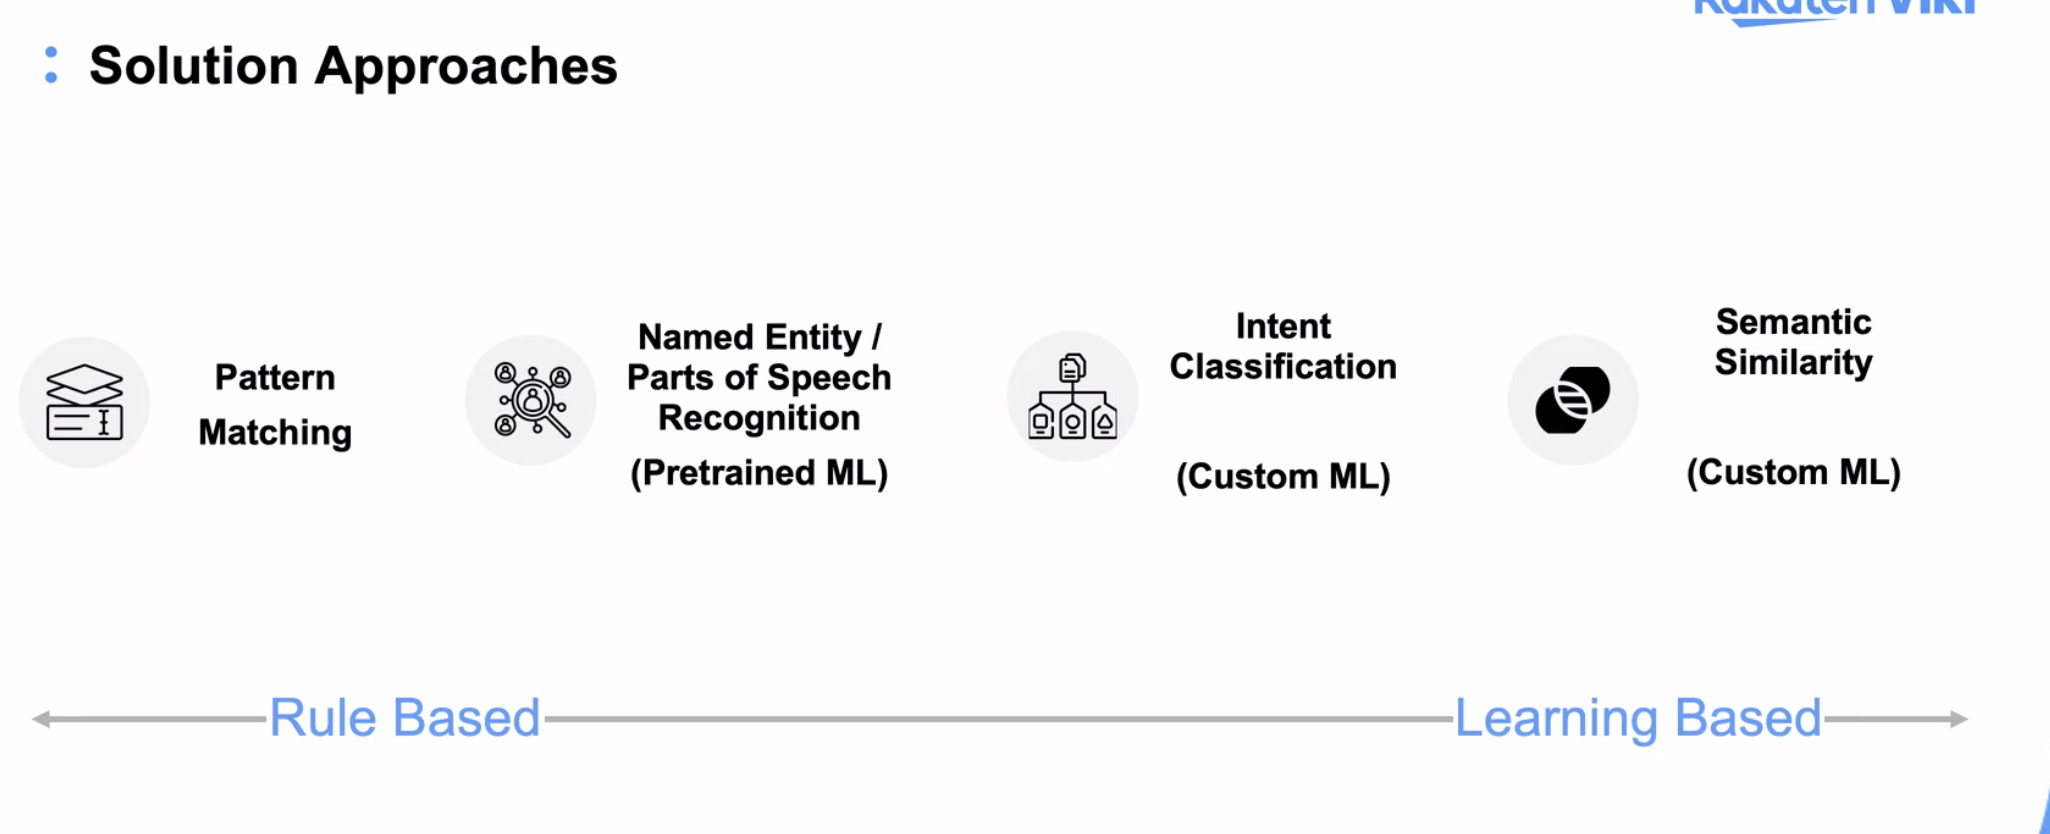 Rakuten Viki
Solution Approaches
Pattern
Matching
Named Entity /
Parts of Speech
Recognition
(Pretrained ML)
Intent
Classification
(Custom ML)
Semantic
Similarity
(Custom ML)
Rule Based
Learning Based